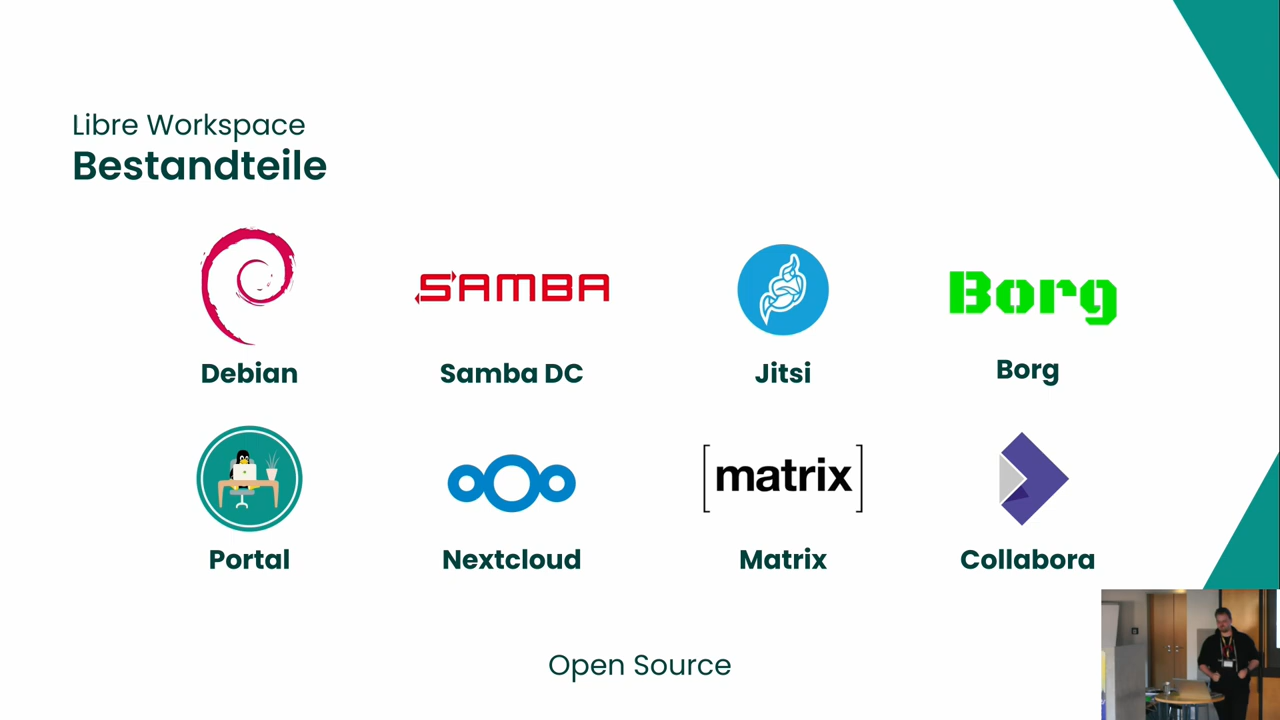 Libre Workspace
Bestandteile
SAMBA
Borg
Debian
Samba DC
Jitsi
Borg
[matrix]
Portal
Nextcloud
Matrix
Collabora
Open Source